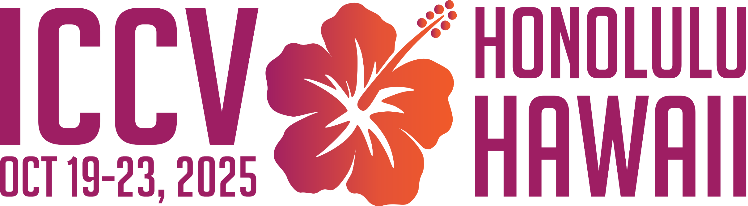 ICCV
OCT 19-23, 2025
HONOLULU
HAWAII